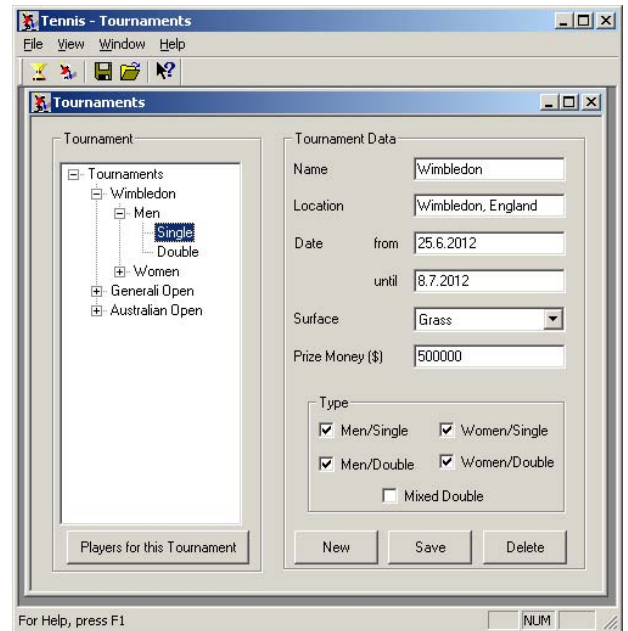 Tennis - Tournaments
File View Window Help
Tournaments
Tournament
Tournaments
Wimbledon
Men
Single
Double
Women
Generali Open
Australian Open
Players for this Tournament
Tournament Data
Name Wimbledon
Location Wimbledon, England
Date from 25.6.2012
until 8.7.2012
Surface Grass
Prize Money ($) 500000
Type
Men/Single Women/Single
Men/Double Women/Double
Mixed Double
New Save Delete
For Help, press F1 NUM